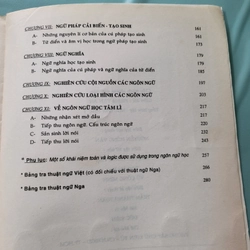 CHƯƠNG VII: NGỮ PHÁP CẢI BIẾN - TẠO SINH 161
A- Những nguyên lí cơ bản của cú pháp tạo sinh 161
B- Từ điển và âm vị học trong ngữ pháp tạo sinh 177
CHƯƠNG VIII: NGỮ NGHĨA
A- Ngữ nghĩa học tạo sinh
B- Ngữ nghĩa của cú pháp và ngữ nghĩa của từ điển
CHƯƠNG IX: NGHIÊN CỨU CỘI NGUỒN CÁC NGÔN NGỮ
CHƯƠNG X: NGHIÊN CỨU LOẠI HÌNH CÁC NGÔN NGỮ
CHƯƠNG XI: VỀ NGÔN NGỮ HỌC TÂM LÍ
A- Những nhận xét mở đầu
B- Tiếp thu ngôn ngữ. Cấu trúc ngôn ngữ
C- Sản sinh lời nói
D- Tiếp thu lời nói
* Phụ lục: Một số khái niệm toán và logic được sử dụng trong ngôn ngữ học 257
* Bảng tra thuật ngữ Việt (có đối chiếu với thuật ngữ Nga)
* Bảng tra thuật ngữ Nga